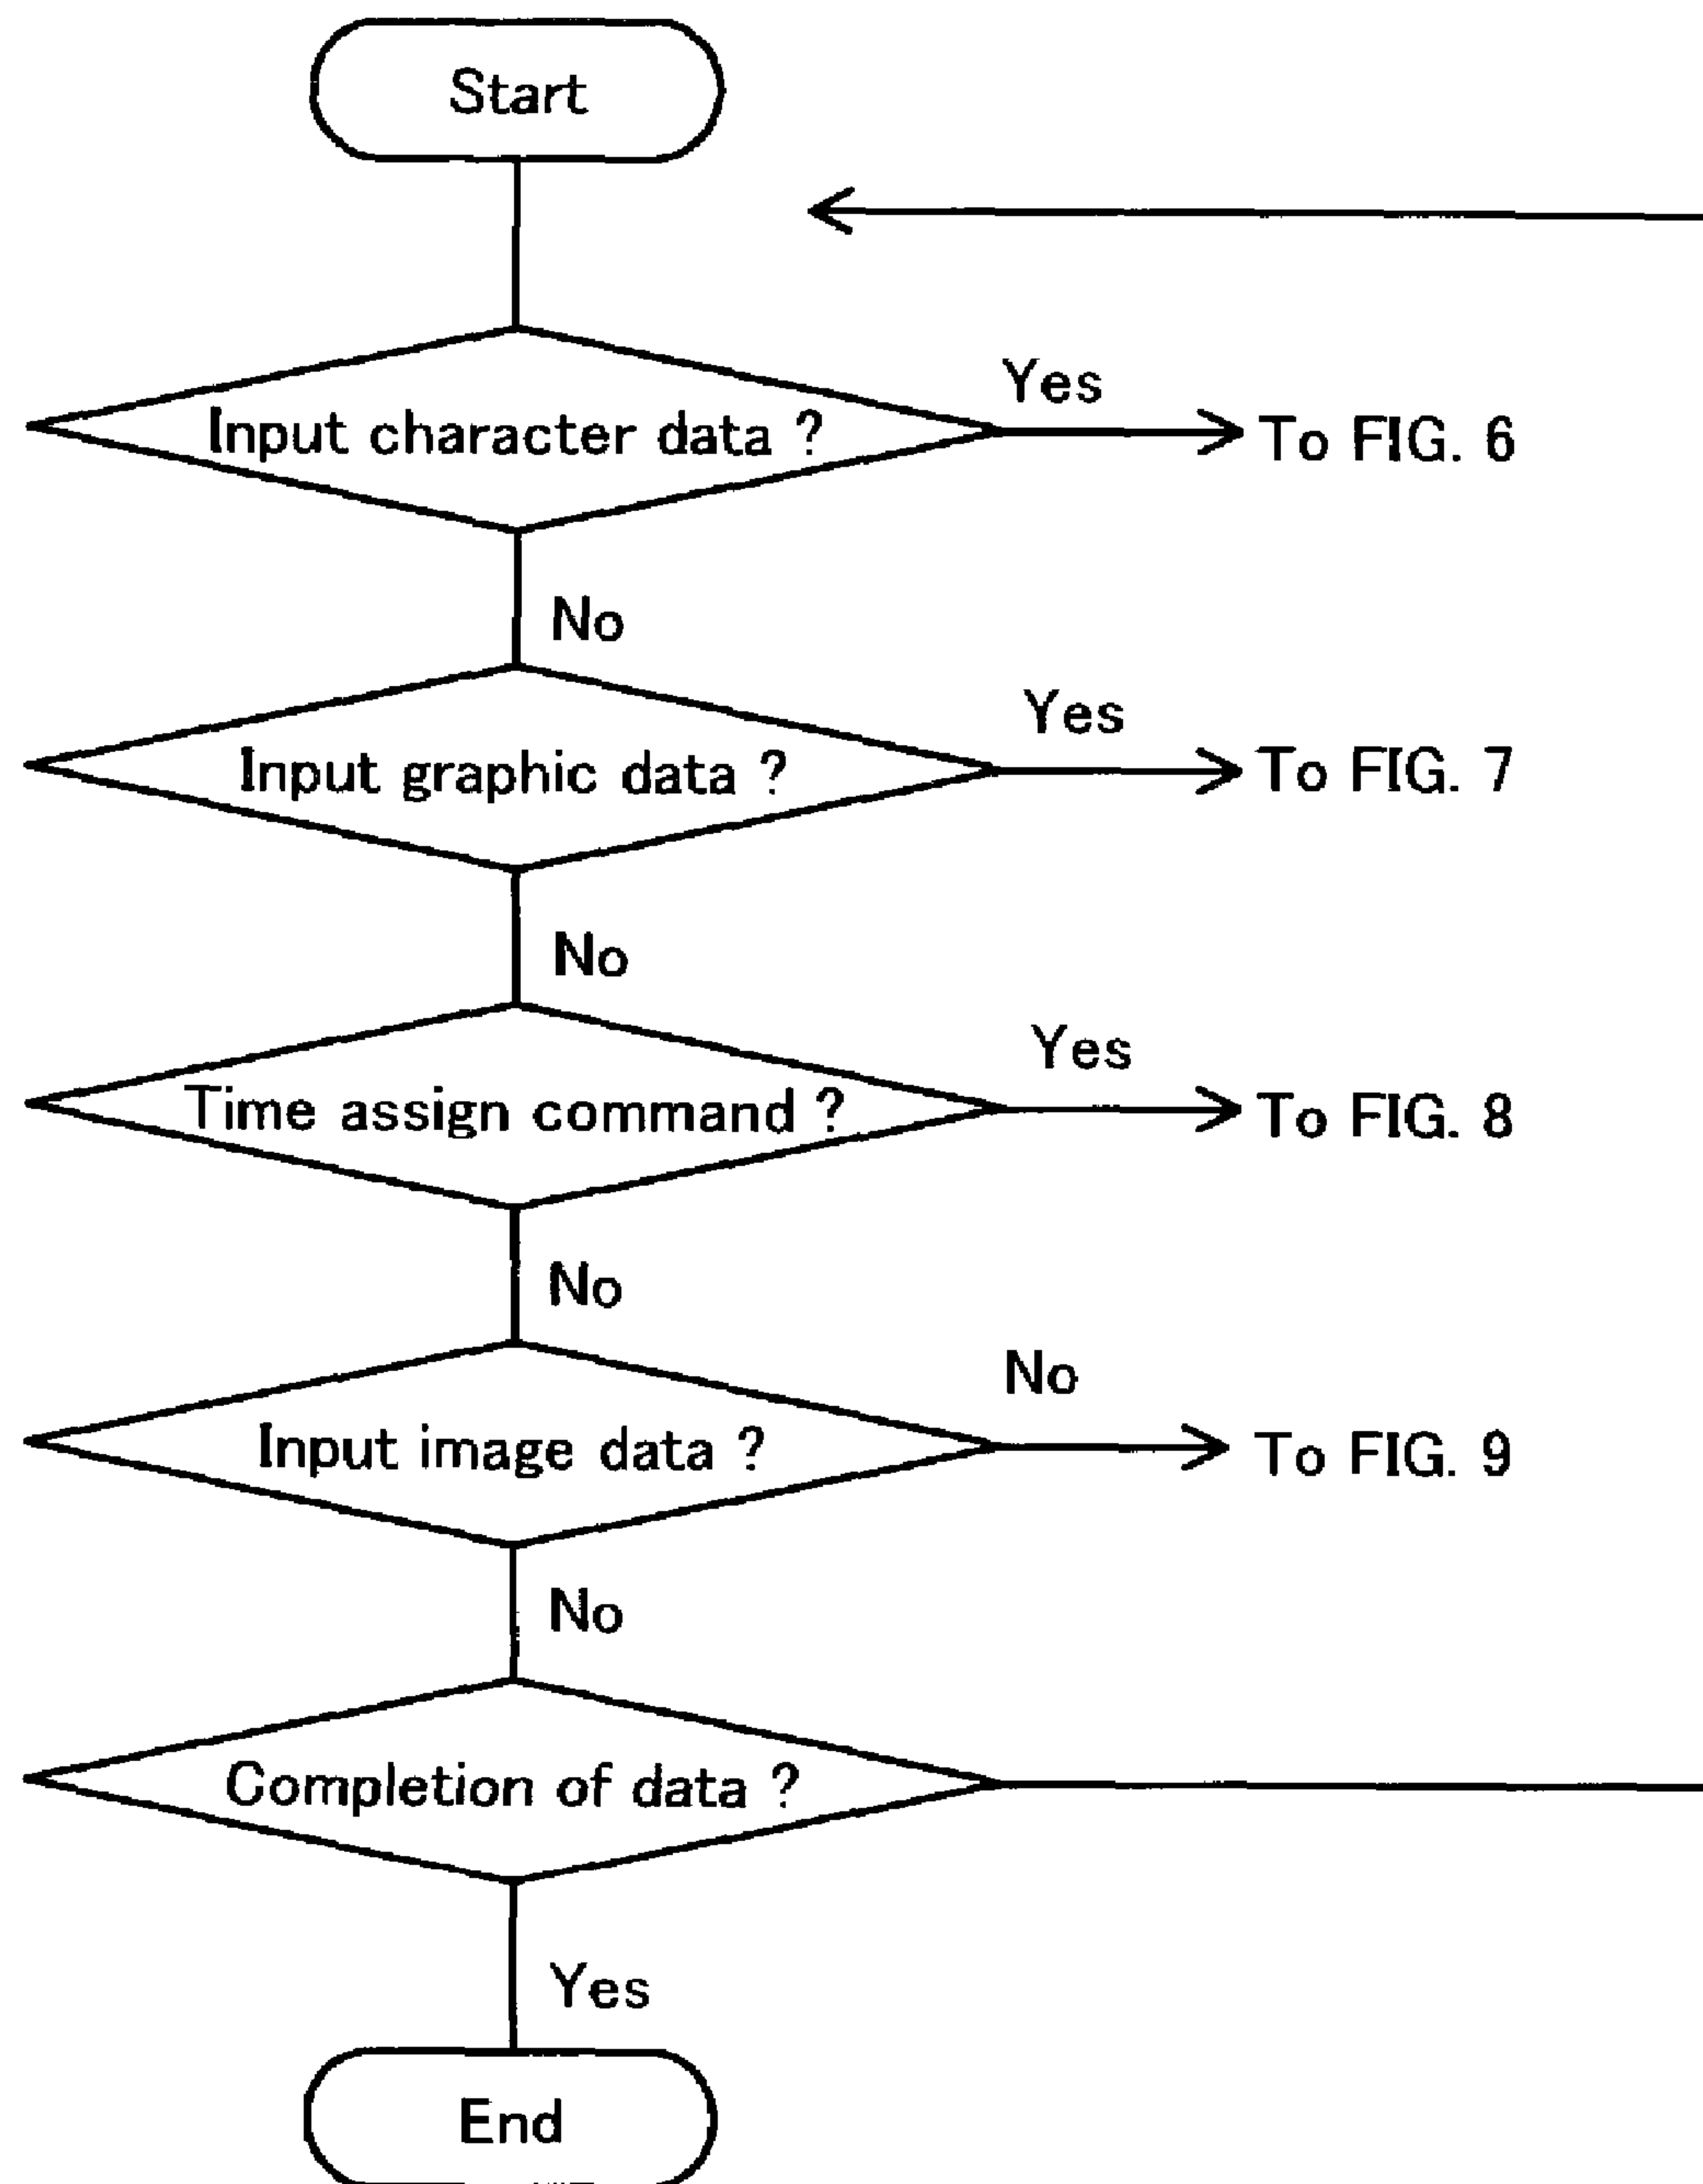 Start
Yes
Input character data ?
To FIG. 6
No
Yes
Input graphic data ?
To FIG. 7
No
Yes
Time assign command ?
To FIG. 8
No
No
Input image data ?
To FIG. 9
No
Completion of data ?
Yes
End